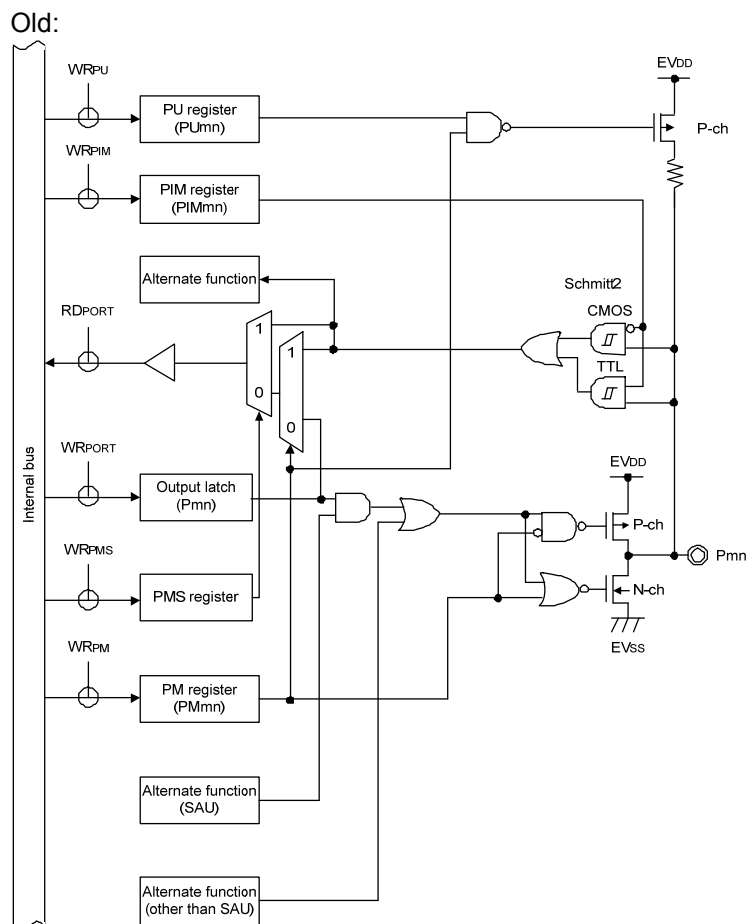 Old:
WRPU
EVDD
PU register
(PUmn)
P-ch
WRPIM
PIM register
(PIMmn)
Alternate function
Schmitt2
CMOS
RDPORT
1
1
TTL
0
0
WRPORT
EVDD
Output latch
(Pmn)
P-ch
Internal bus
Pmn
WRPMS
PMS register
N-ch
EVSS
WRPM
PM register
(PMmn)
Alternate function
(SAU)
Alternate function
(other than SAU)